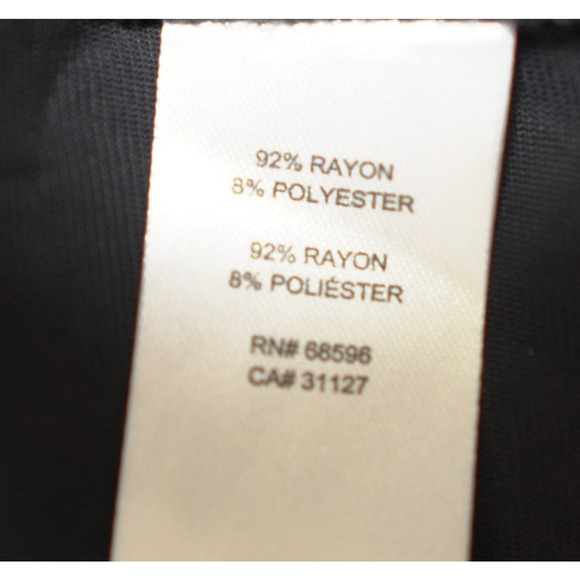 92% RAYON
8% POLYESTER
92% RAYON
8% POLIÉSTER
RN# 68596
CA# 31127